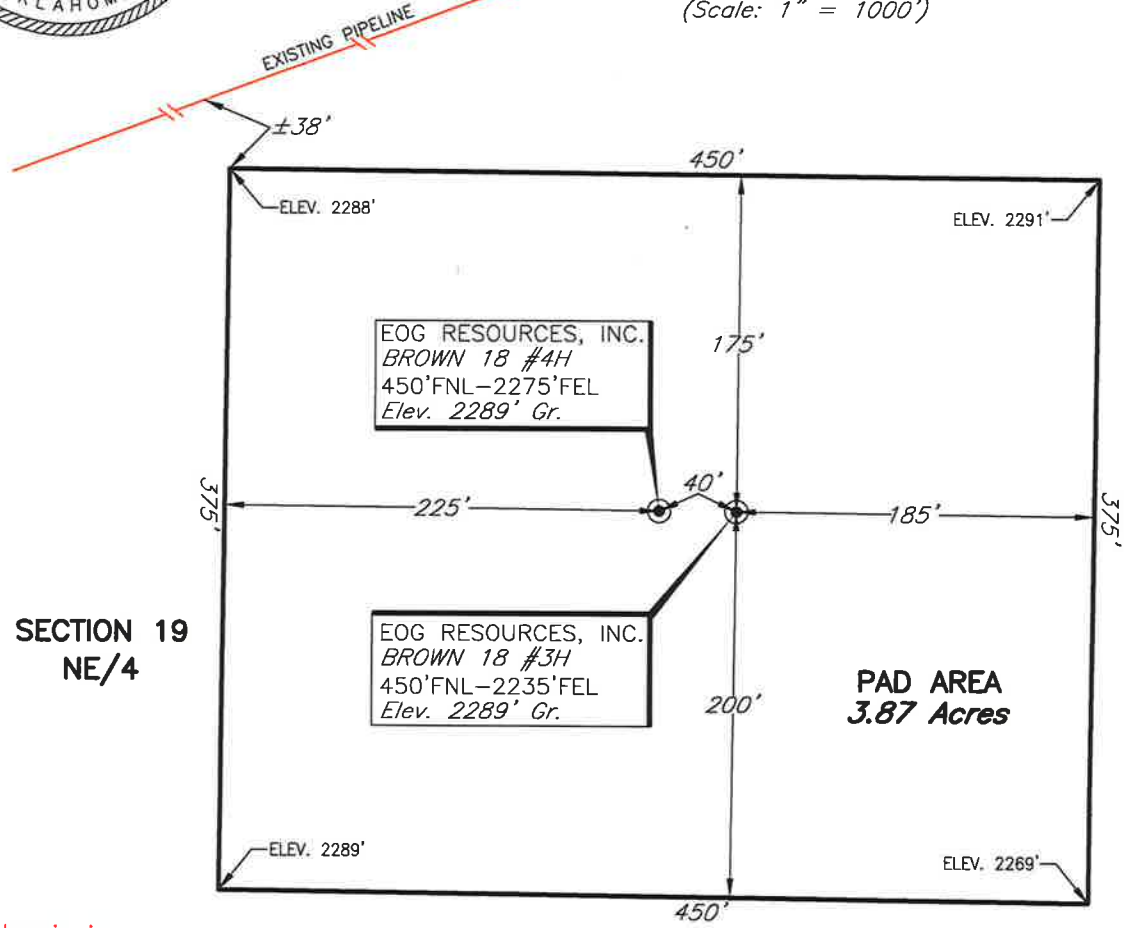 (Scale: 1" = 1000')
EXISTING PIPELINE
±38'
450'
ELEV. 2288'
ELEV. 2291'
EOG RESOURCES, INC.
BROWN 18 #4H
450'FNL-2275'FEL
Elev. 2289' Gr.
175'
40'
375'
225'
185'
375'
SECTION 19
NE/4
EOG RESOURCES, INC.
BROWN 18 #3H
450'FNL-2235'FEL
Elev. 2289' Gr.
PAD AREA
3.87 Acres
200'
ELEV. 2289'
ELEV. 2269'
450'